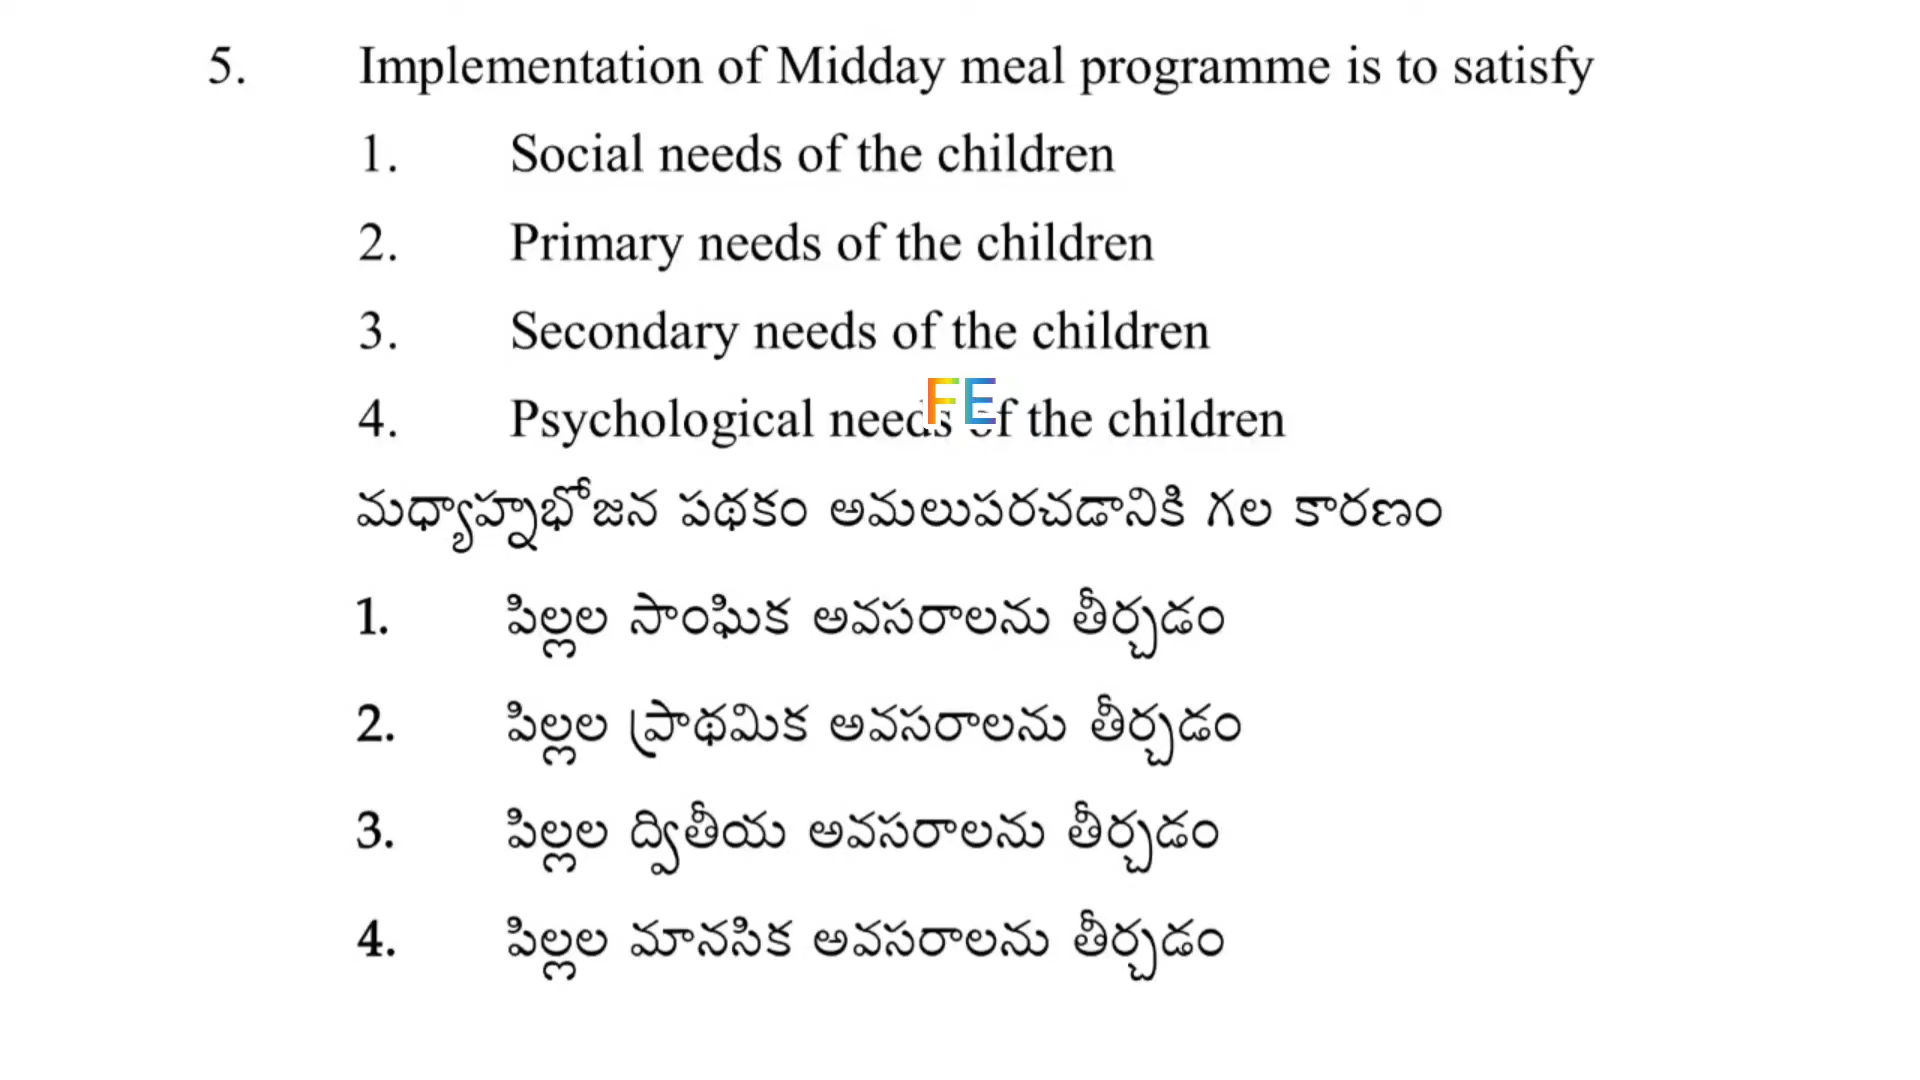 5. Implementation of Midday meal programme is to satisfy
1. Social needs of the children
2. Primary needs of the children
3. Secondary needs of the children
FE
4. Psychological needs of the children
మధ్యాహ్నభోజన పథకం అమలుపరచడానికి గల కారణం
1. పిల్లల సాంఘిక అవసరాలను తీర్చడం
2. పిల్లల ప్రాథమిక అవసరాలను తీర్చడం
3. పిల్లల ద్వితీయ అవసరాలను తీర్చడం
4. పిల్లల మానసిక అవసరాలను తీర్చడం